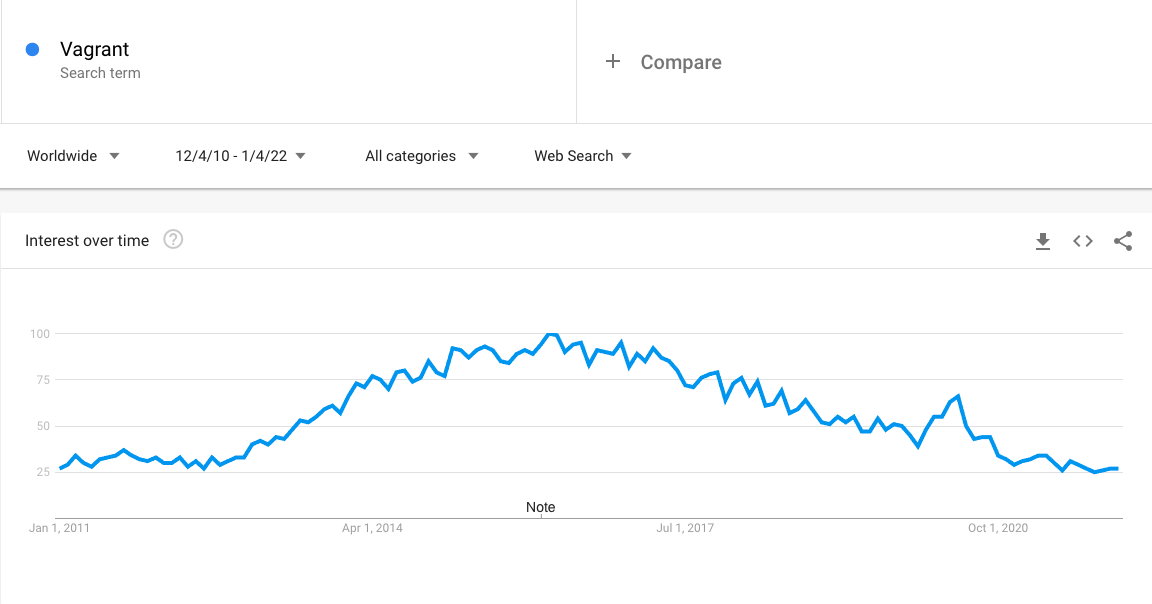 Vagrant
Search term
+ Compare
Worldwide
12/4/10 - 1/4/22
All categories
Web Search
Interest over time ?
100
75
50
25
Note
Jan 1, 2011
Apr 1, 2014
Jul 1, 2017
Oct 1, 2020